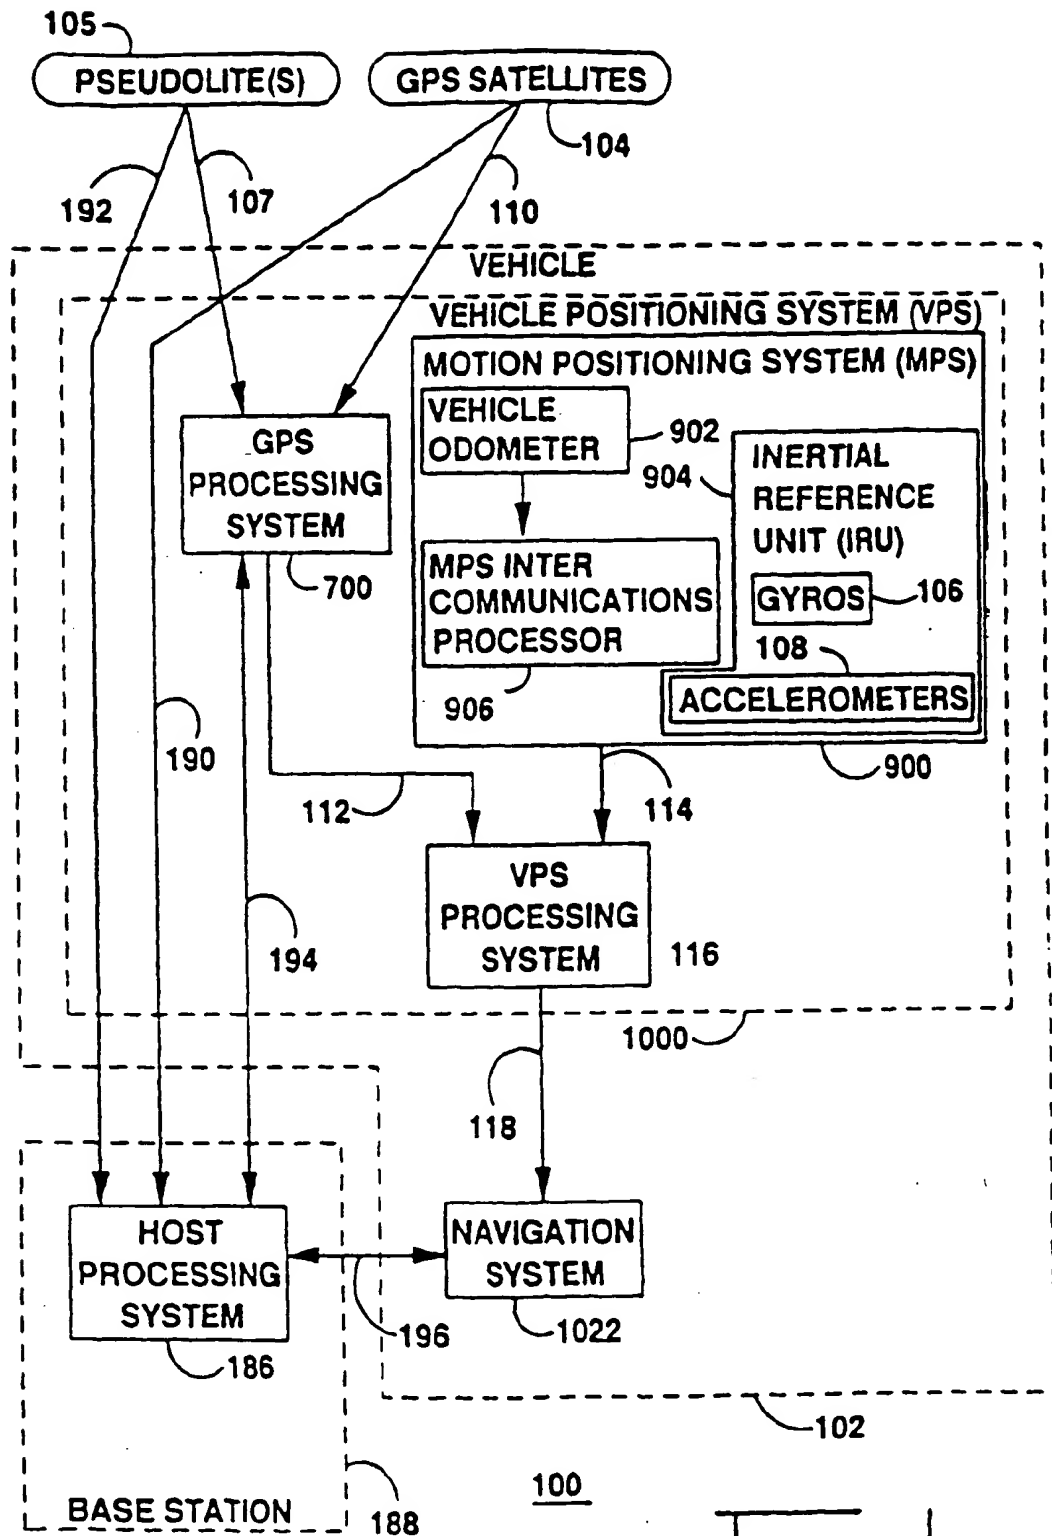 105
PSEUDOLITE(S)
GPS SATELLITES
104
192
107
110
VEHICLE
VEHICLE POSITIONING SYSTEM (VPS)
MOTION POSITIONING SYSTEM (MPS)
VEHICLE
ODOMETER
902
904
INERTIAL
REFERENCE
UNIT (IRU)
GPS
PROCESSING
SYSTEM
700
MPS INTER
COMMUNICATIONS
PROCESSOR
GYROS
106
108
ACCELEROMETERS
906
900
190
112
114
VPS
PROCESSING
SYSTEM
116
194
1000
118
HOST
PROCESSING
SYSTEM
NAVIGATION
SYSTEM
196
1022
186
102
100
BASE STATION
188